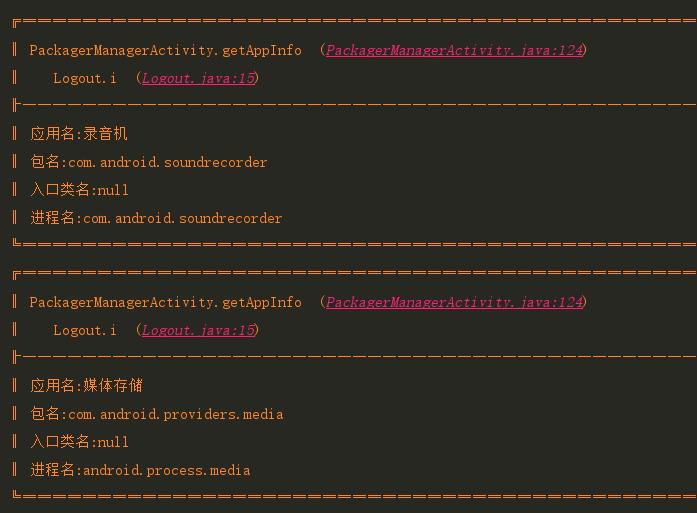 PackagerManagerActivity.getAppInfo (PackagerManagerActivity.java:124)
Logout.i (Logout.java:15)
应用名:录音机
包名:com.android.soundrecorder
入口类名:null
进程名:com.android.soundrecorder
PackagerManagerActivity.getAppInfo (PackagerManagerActivity.java:124)
Logout.i (Logout.java:15)
应用名:媒体存储
包名:com.android.providers.media
入口类名:null
进程名:android.process.media